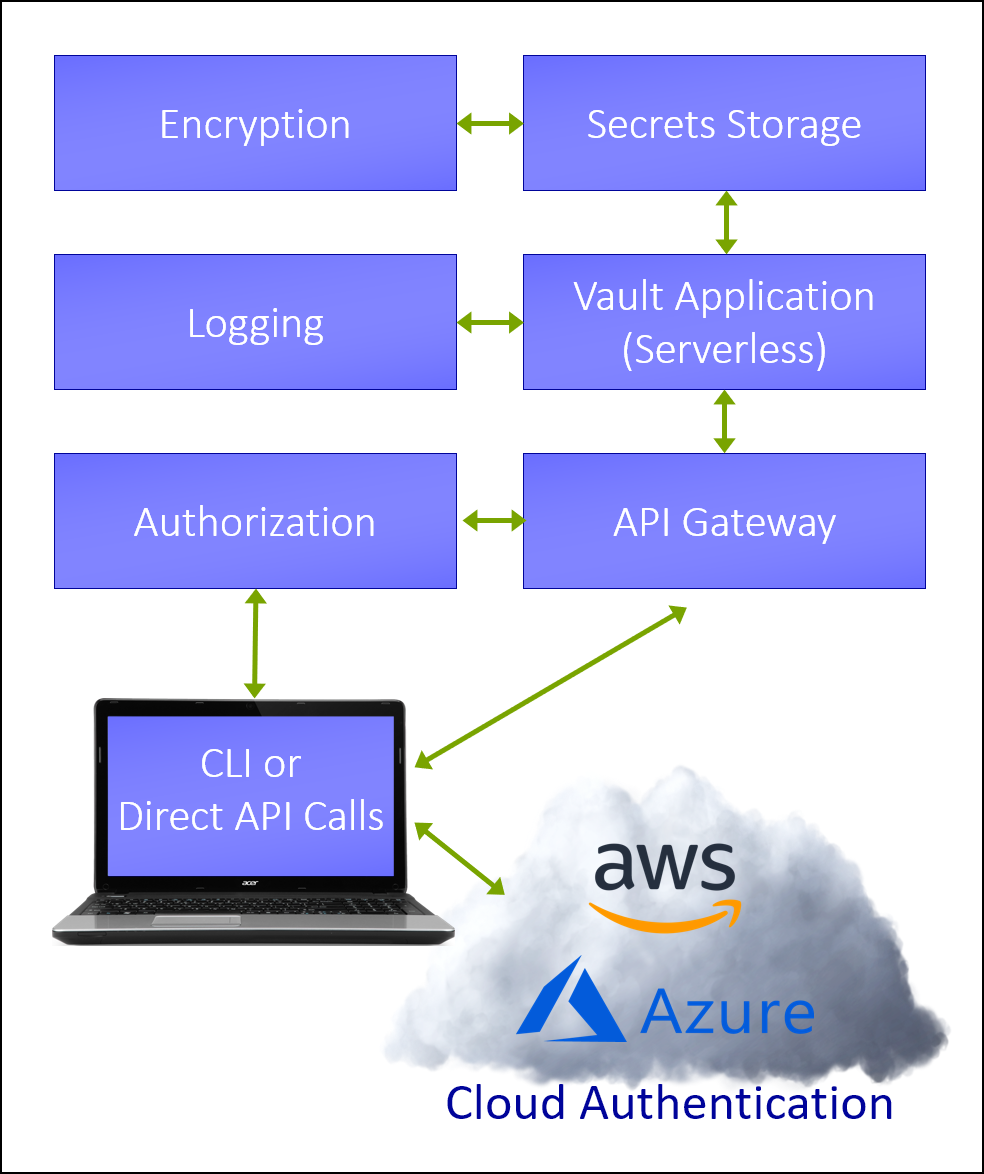 Encryption
Secrets Storage
Logging
Vault Application
(Serverless)
Authorization
API Gateway
CLI or
Direct API Calls
acer
aws
Azure
Cloud Authentication